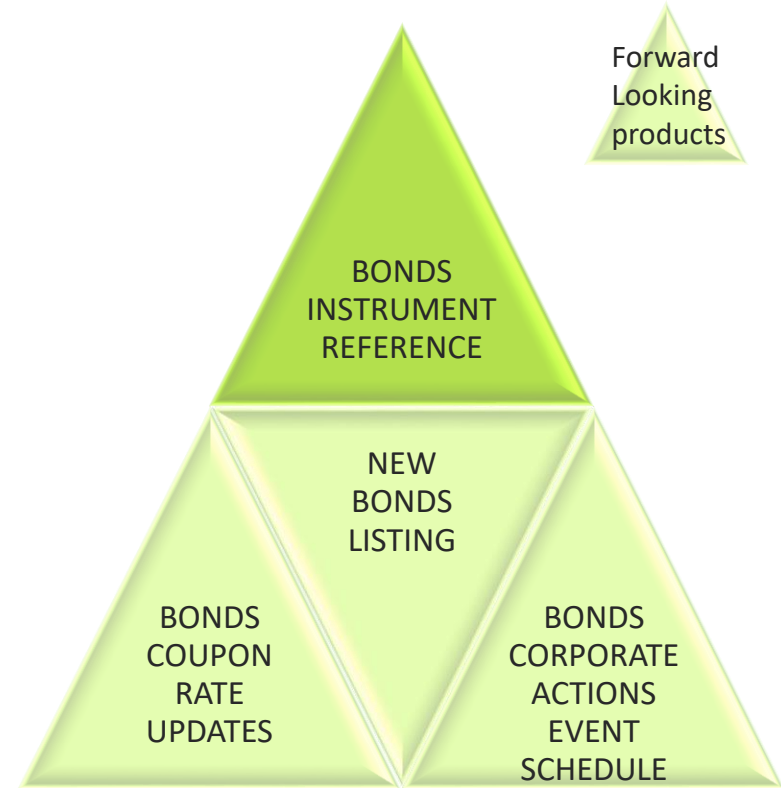 Forward
Looking
products
BONDS
INSTRUMENT
REFERENCE
NEW
BONDS
LISTING
BONDS
COUPON
RATE
UPDATES
BONDS
CORPORATE
ACTIONS
EVENT
SCHEDULE